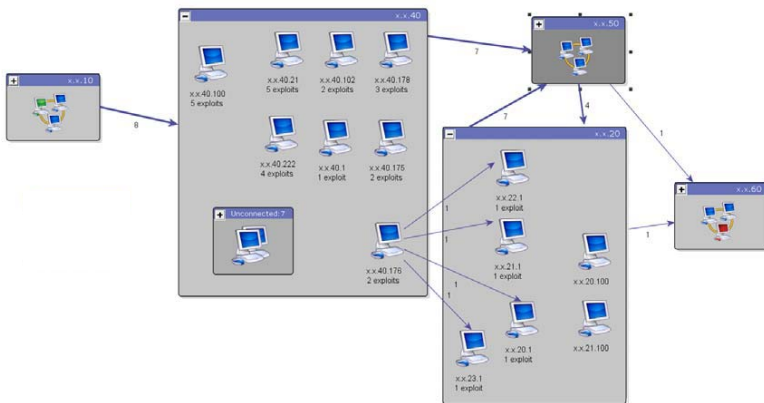 x.x.10
8
x.x.40
x.x.40.100
5 exploits
x.x.40.21
5 exploits
x.x.40.102
2 exploits
x.x.40.178
3 exploits
x.x.40.222
4 exploits
x.x.40.1
1 exploit
x.x.40.175
2 exploits
Unconnected:7
x.x.40.176
2 exploits
7
x.x.50
7
4
1
x.x.20
1
x.x.22.1
1 exploit
1
x.x.21.1
1 exploit
1
x.x.20.1
1 exploit
1
x.x.23.1
1 exploit
x.x.20.100
x.x.21.100
1
x.x.60